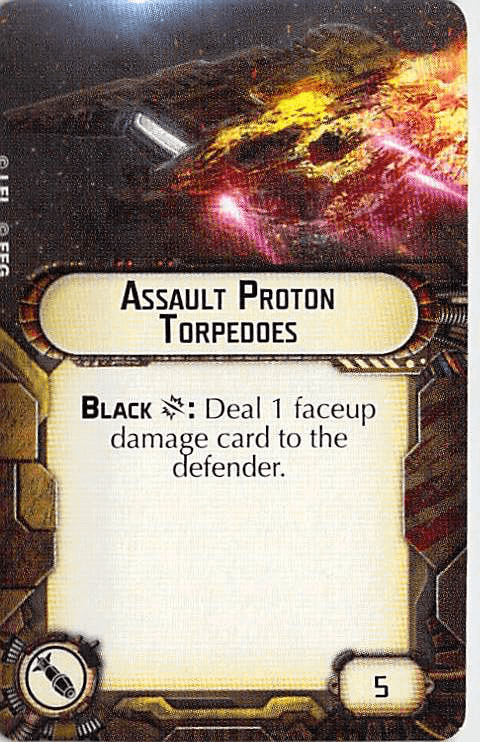 © LFL © FFG
ASSAULT PROTON
TORPEDOES
BLACK : Deal 1 faceup
damage card to the
defender.
5